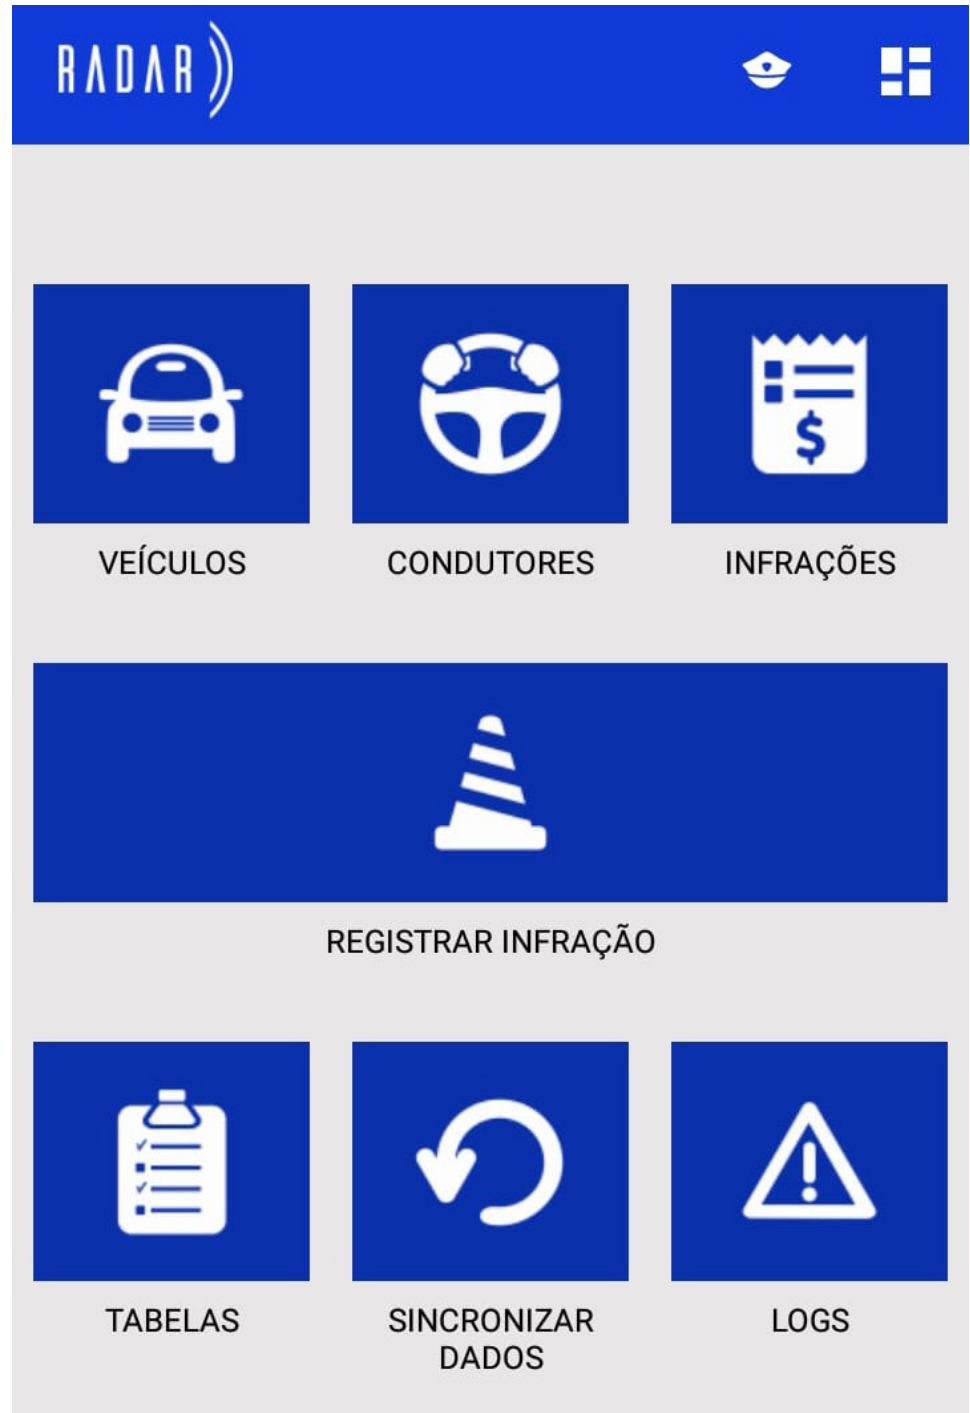 RADAR
VEÍCULOS CONDUTORES INFRAÇÕES
$
REGISTRAR INFRAÇÃO
TABELAS SINCRONIZAR LOGS
DADOS